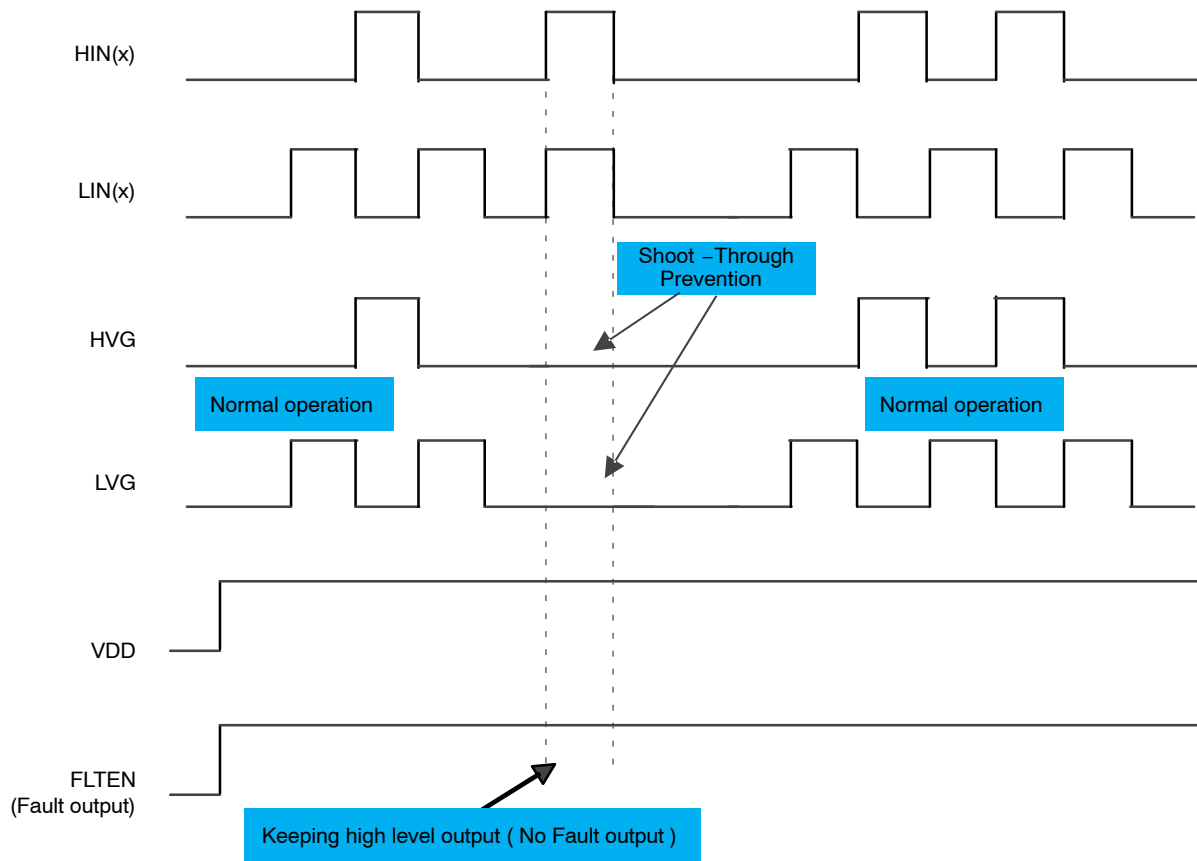 HIN(x)
LIN(x)
Shoot –Through
Prevention
HVG
Normal operation
Normal operation
LVG
VDD
FLTEN
(Fault output)
Keeping high level output ( No Fault output )